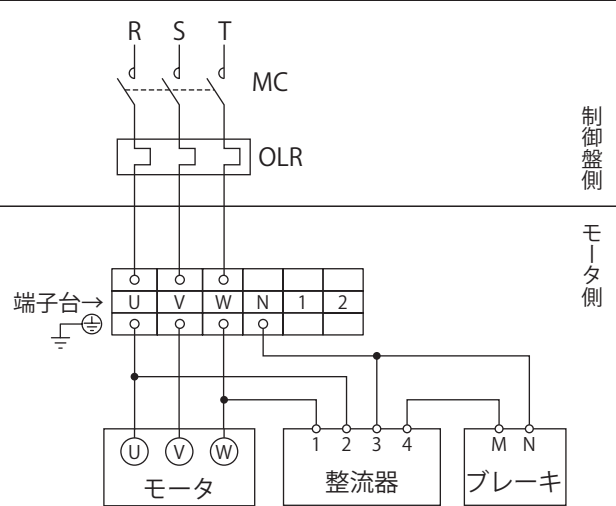 R S T
MC
OLR
制御盤側
モータ側
端子台→
U V W N 1 2
U V W
モータ
1 2 3 4
整流器
M N
ブレーキ